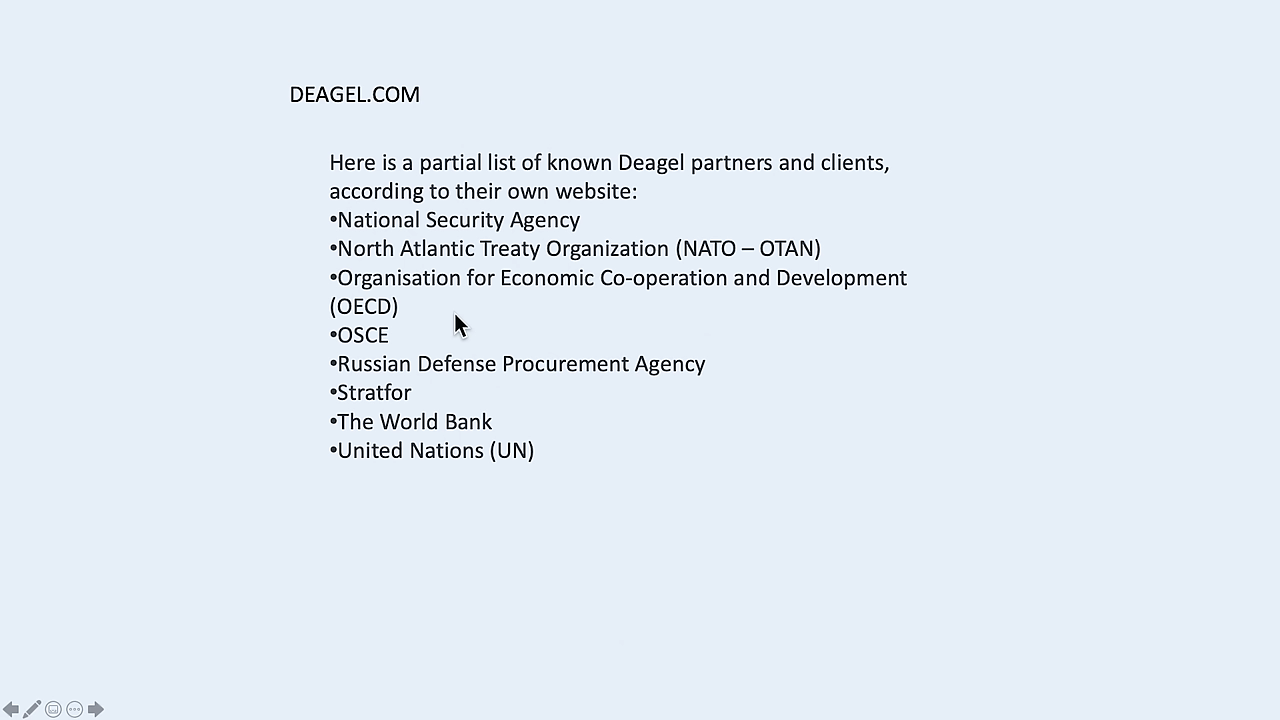 DEAGEL.COM
Here is a partial list of known Deagel partners and clients,
according to their own website:
•National Security Agency
•North Atlantic Treaty Organization (NATO – OTAN)
•Organisation for Economic Co-operation and Development
(OECD)
•OSCE
•Russian Defense Procurement Agency
•Stratfor
•The World Bank
•United Nations (UN)